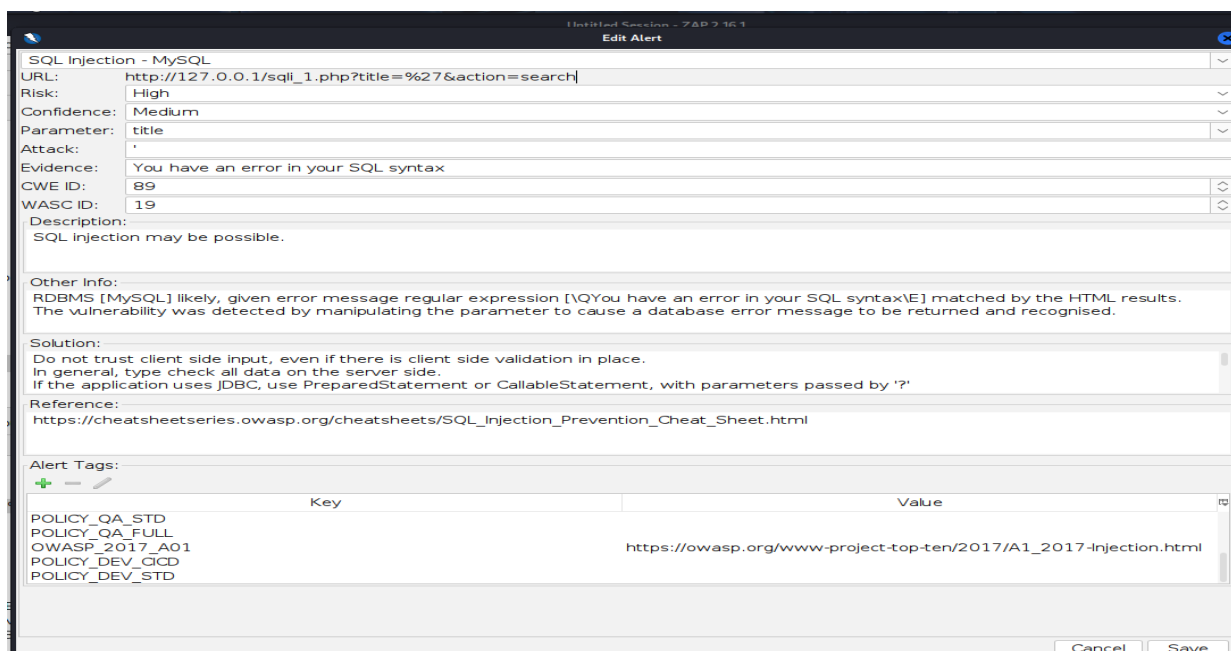 Untitled Session - ZAP 2.16.1
Edit Alert
SQL Injection - MySQL
URL: http://127.0.0.1/sqli_1.php?title=%27&action=search
Risk: High
Confidence: Medium
Parameter: title
Attack: '
Evidence: You have an error in your SQL syntax
CWE ID: 89
WASC ID: 19
Description:
SQL injection may be possible.
Other Info:
RDBMS [MySQL] likely, given error message regular expression [\QYou have an error in your SQL syntax\E] matched by the HTML results.
The vulnerability was detected by manipulating the parameter to cause a database error message to be returned and recognised.
Solution:
Do not trust client side input, even if there is client side validation in place.
In general, type check all data on the server side.
If the application uses JDBC, use PreparedStatement or CallableStatement, with parameters passed by '?'
Reference:
https://cheatsheetseries.owasp.org/cheatsheets/SQL_Injection_Prevention_Cheat_Sheet.html
Alert Tags:
Key Value
POLICY_QA_STD
POLICY_QA_FULL
OWASP_2017_A01 https://owasp.org/www-project-top-ten/2017/A1_2017-Injection.html
POLICY_DEV_CICD
POLICY_DEV_STD
Cancel Save